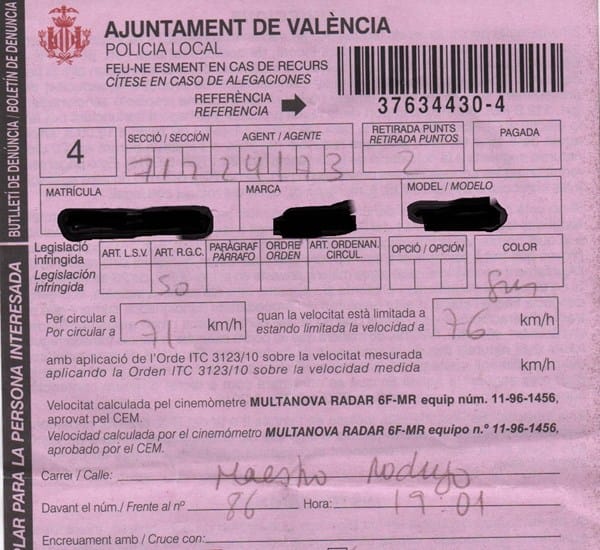 AJUNTAMENT DE VALÈNCIA
POLICIA LOCAL
FEU-NE ESMENT EN CAS DE RECURS
CÍTESE EN CASO DE ALEGACIONES
REFERÈNCIA
REFERENCIA
37634430-4
BUTLLETÍ DE DENÚNCIA / BOLETÍN DE DENUNCIA
PLAR PARA LA PERSONA INTERESADA
4
SECCIÓ / SECCIÓN AGENT / AGENTE
RETIRADA PUNTS
RETIRADA PUNTOS
2
PAGADA
MATRÍCULA MARCA MODEL / MODELO
Legislació infringida
Legislación infringida
ART. L.S.V. ART. R.G.C. PARÀGRAF PÁRRAFO ORDRE ORDEN ART. ORDENAN. CIRCUL. OPCIÓ / OPCIÓN COLOR
50
Per circular a
Por circular a
71 km/h
quan la velocitat està limitada a
estando limitada la velocidad a
76 km/h
amb aplicació de l'Orde ITC 3123/10 sobre la velocitat mesurada
aplicando la Orden ITC 3123/10 sobre la velocidad medida
km/h
Velocitat calculada pel cinemòmetre MULTANOVA RADAR 6F-MR equip núm. 11-96-1456,
aprovat pel CEM.
Velocidad calculada por el cinemómetro MULTANOVA RADAR 6F-MR equipo n.º 11-96-1456,
aprobado por el CEM.
Carrer / Calle: Maestro Rodrigo
Davant el núm./ Frente al nº 86 Hora: 19-01
Encreuament amb / Cruce con: